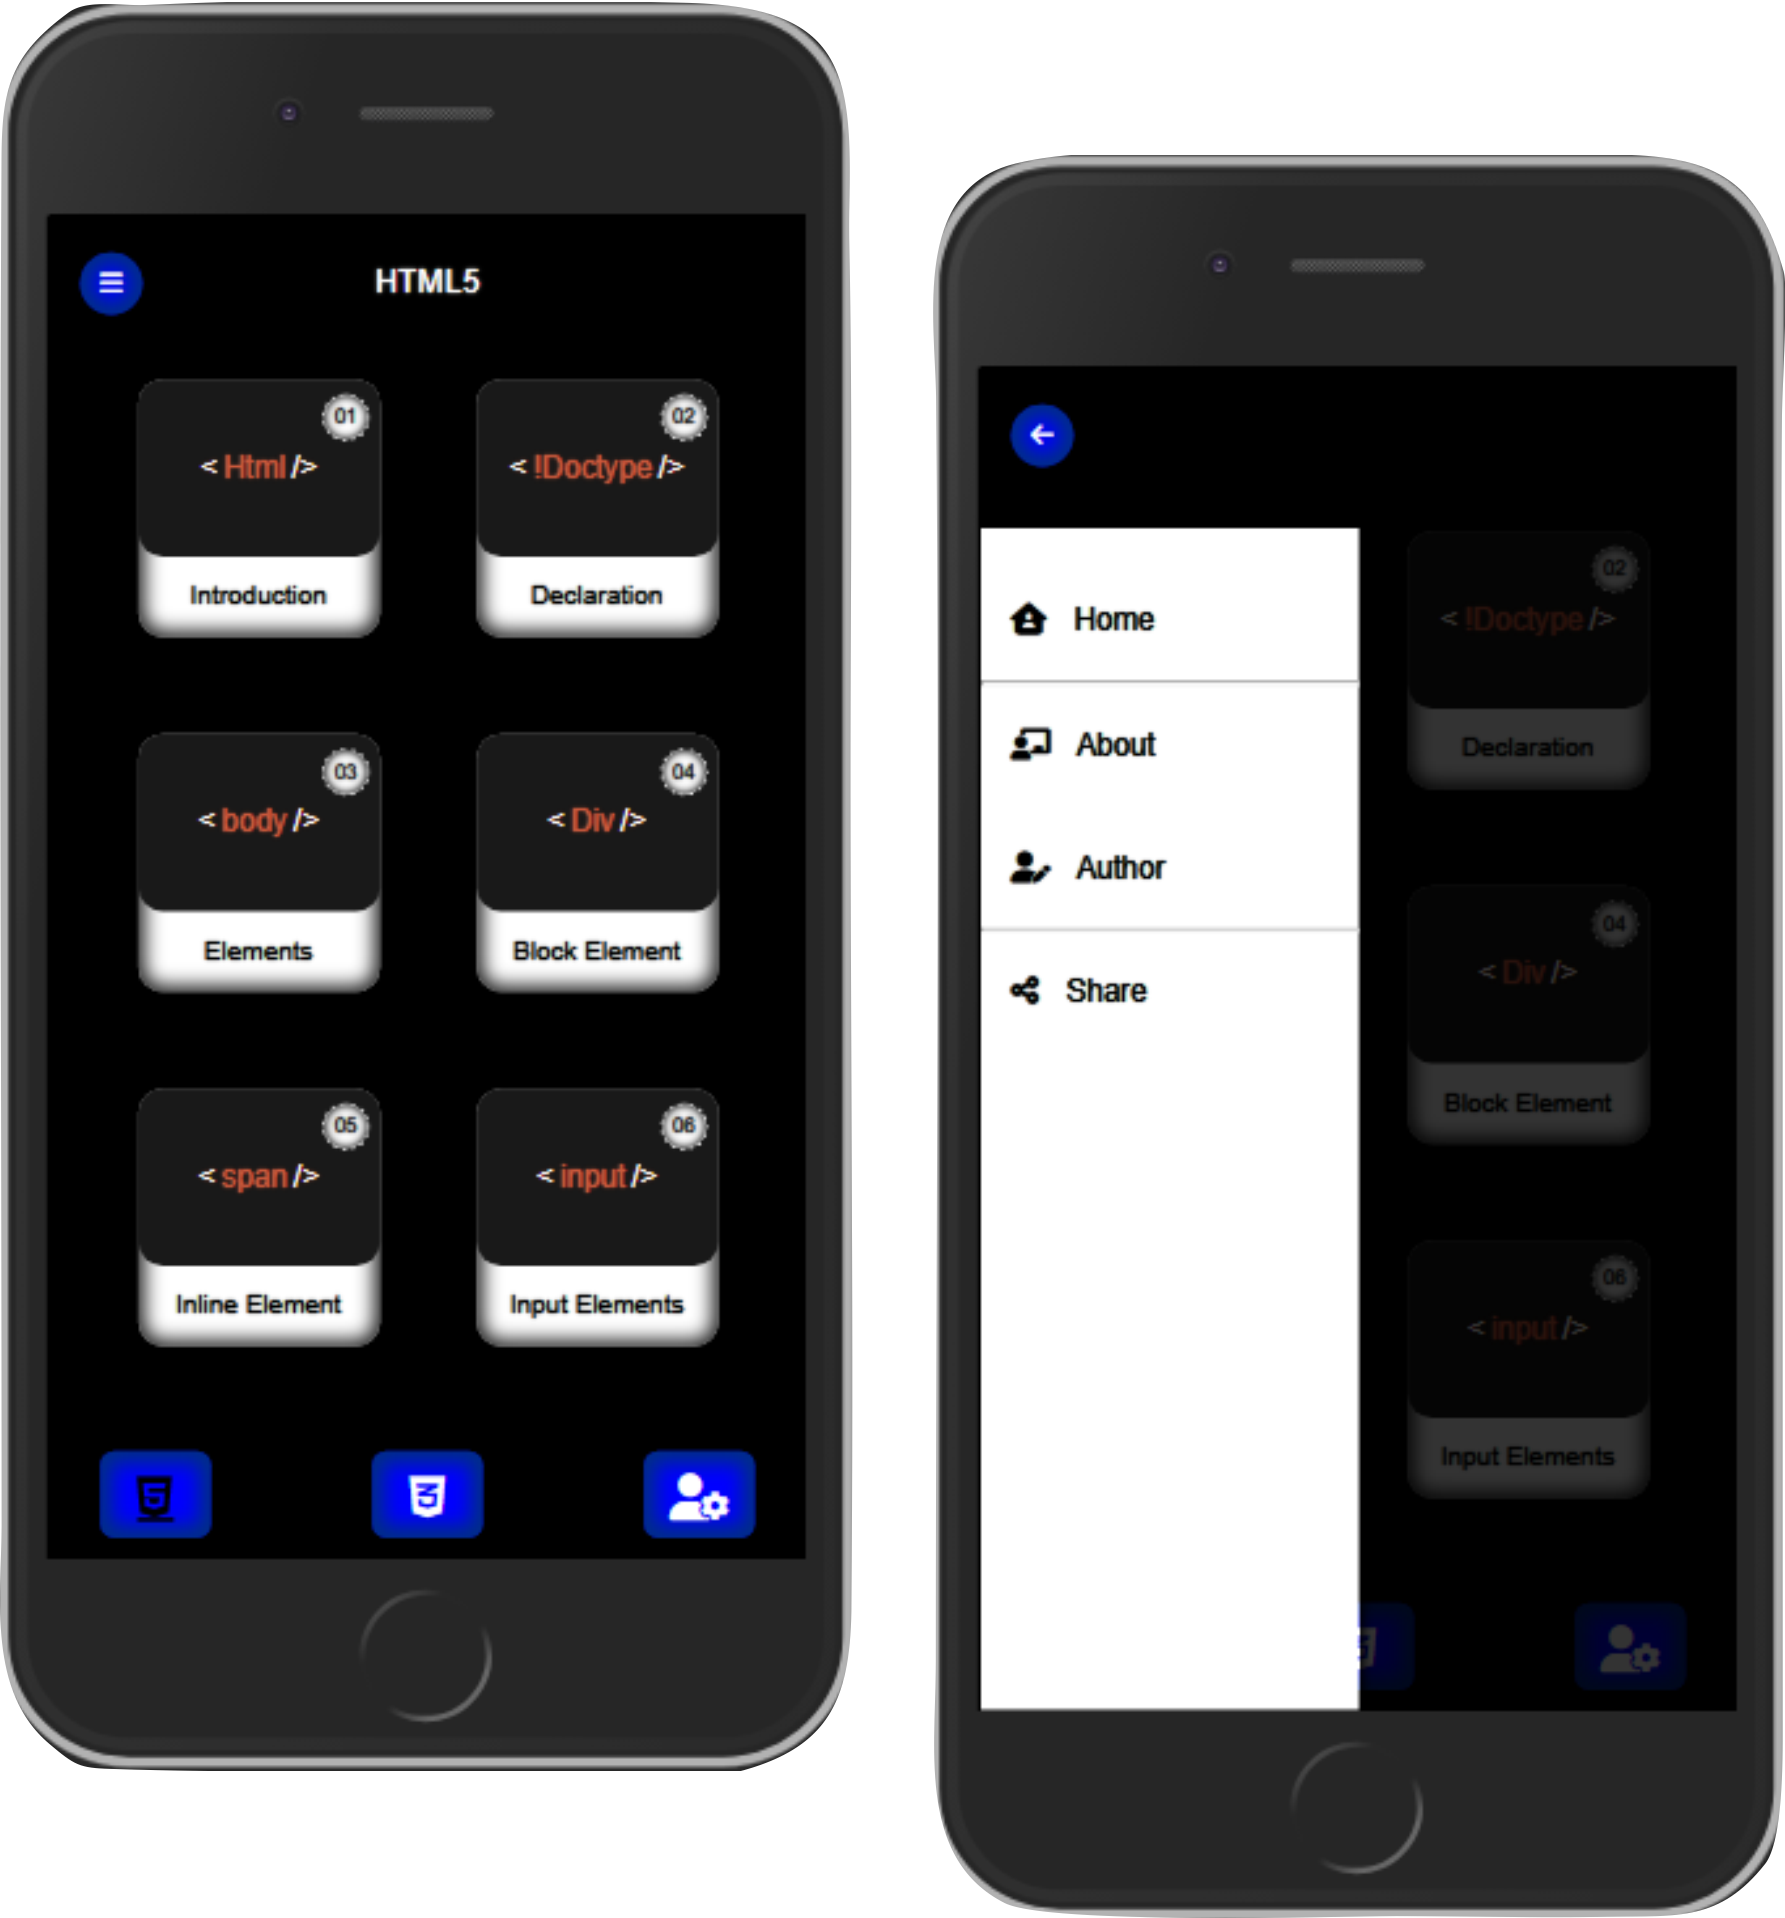 HTML5
01
< Html />
Introduction
02
< !Doctype />
Declaration
03
< body />
Elements
04
< Div />
Block Element
05
< span />
Inline Element
06
< input />
Input Elements
Home
About
Author
Share
02
< !Doctype />
Declaration
04
< Div />
Block Element
06
< input />
Input Elements